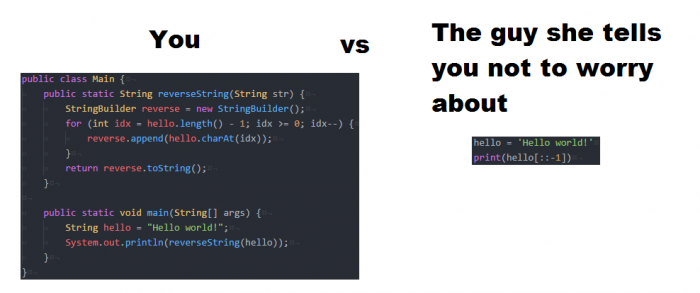 You
vs
The guy she tells
you not to worry
about
public class Main {
    public static String reverseString(String str) {
        StringBuilder reverse = new StringBuilder();
        for (int idx = hello.length() - 1; idx >= 0; idx--) {
            reverse.append(hello.charAt(idx));
        }
        return reverse.toString();
    }

    public static void main(String[] args) {
        String hello = "Hello world!";
        System.out.println(reverseString(hello));
    }
}
hello = 'Hello world!'
print(hello[::-1])